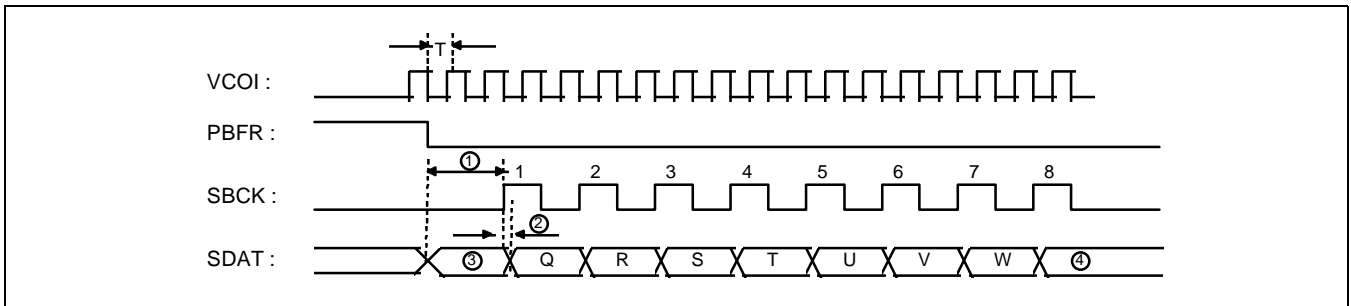 T
VCOI :
PBFR :
① 1 2 3 4 5 6 7 8
SBCK :
②
SDAT : ③ Q R S T U V W ④